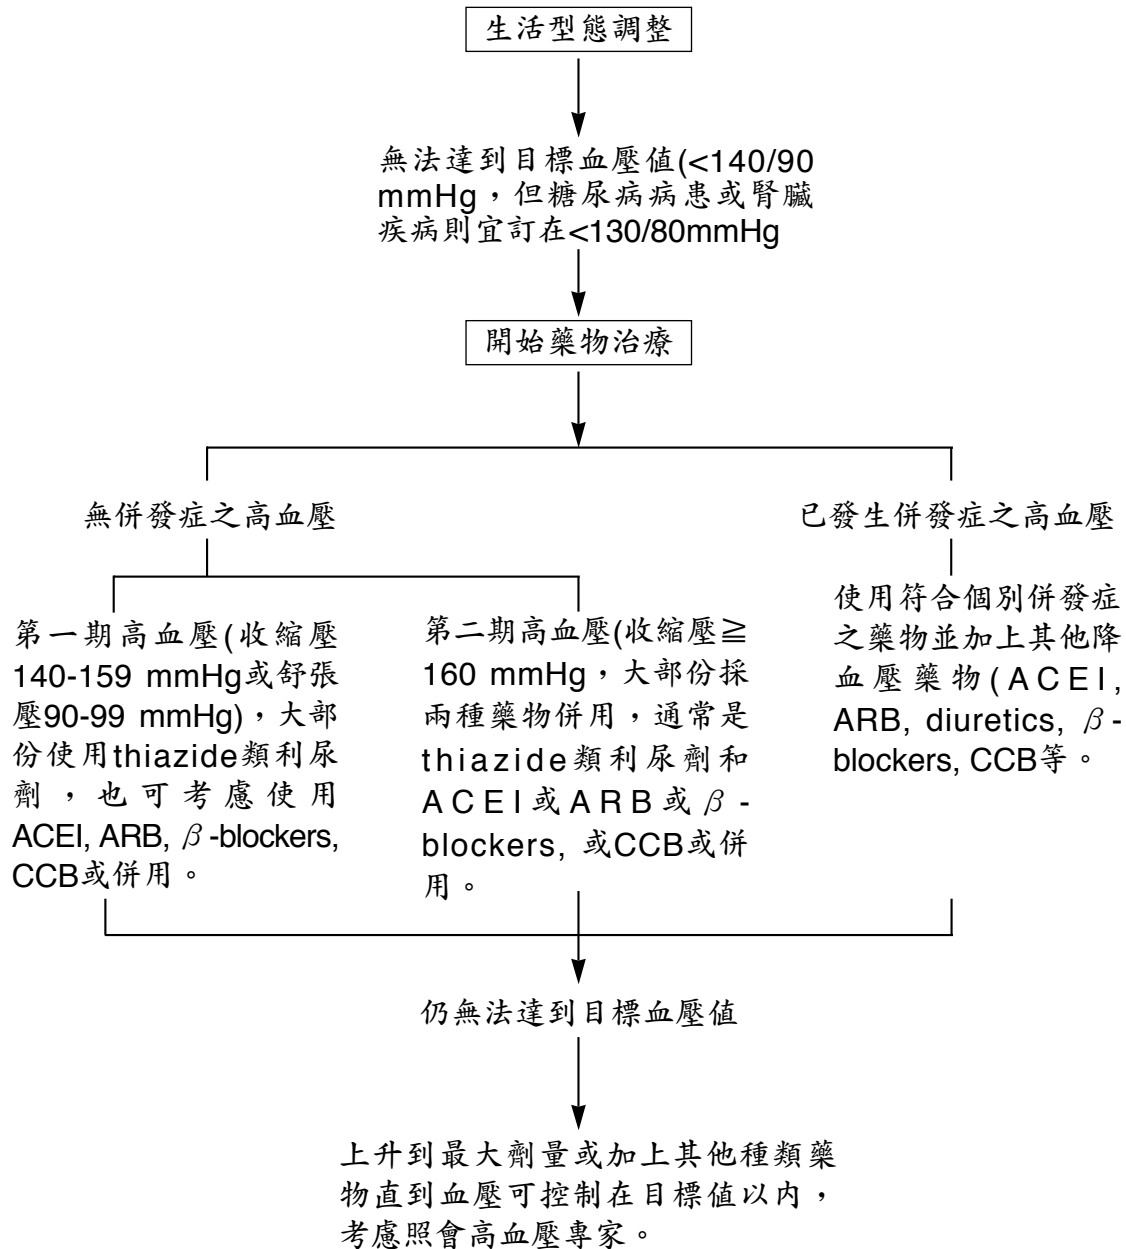 生活型態調整
無法達到目標血壓值(<140/90
mmHg，但糖尿病病患或腎臟
疾病則宜訂在<130/80mmHg
開始藥物治療
無併發症之高血壓
已發生併發症之高血壓
第一期高血壓(收縮壓
140-159 mmHg或舒張
壓90-99 mmHg)，大部
份使用thiazide類利尿
劑，也可考慮使用
ACEI, ARB, β-blockers,
CCB或併用。
第二期高血壓(收縮壓≧
160 mmHg，大部份採
兩種藥物併用，通常是
thiazide類利尿劑和
ACEI或ARB或β-
blockers, 或CCB或併
用。
使用符合個別併發症
之藥物並加上其他降
血壓藥物(ACEI,
ARB, diuretics, β-
blockers, CCB等。
仍無法達到目標血壓值
上升到最大劑量或加上其他種類藥
物直到血壓可控制在目標值以內，
考慮照會高血壓專家。